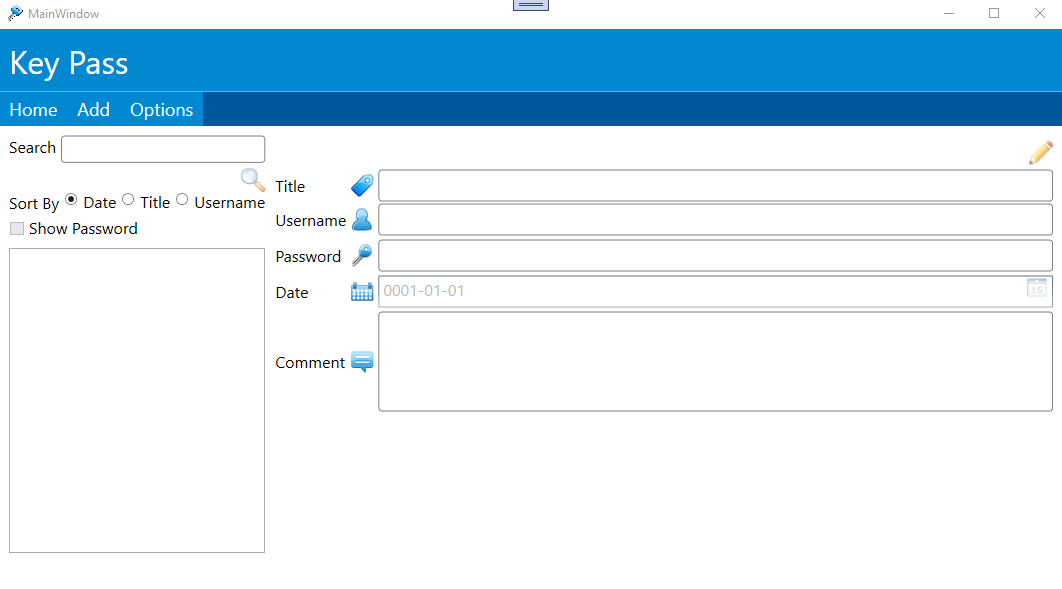 MainWindow
Key Pass
Home Add Options
Search
Sort By Date Title Username
Show Password
Title
Username
Password
Date 0001-01-01 15
Comment